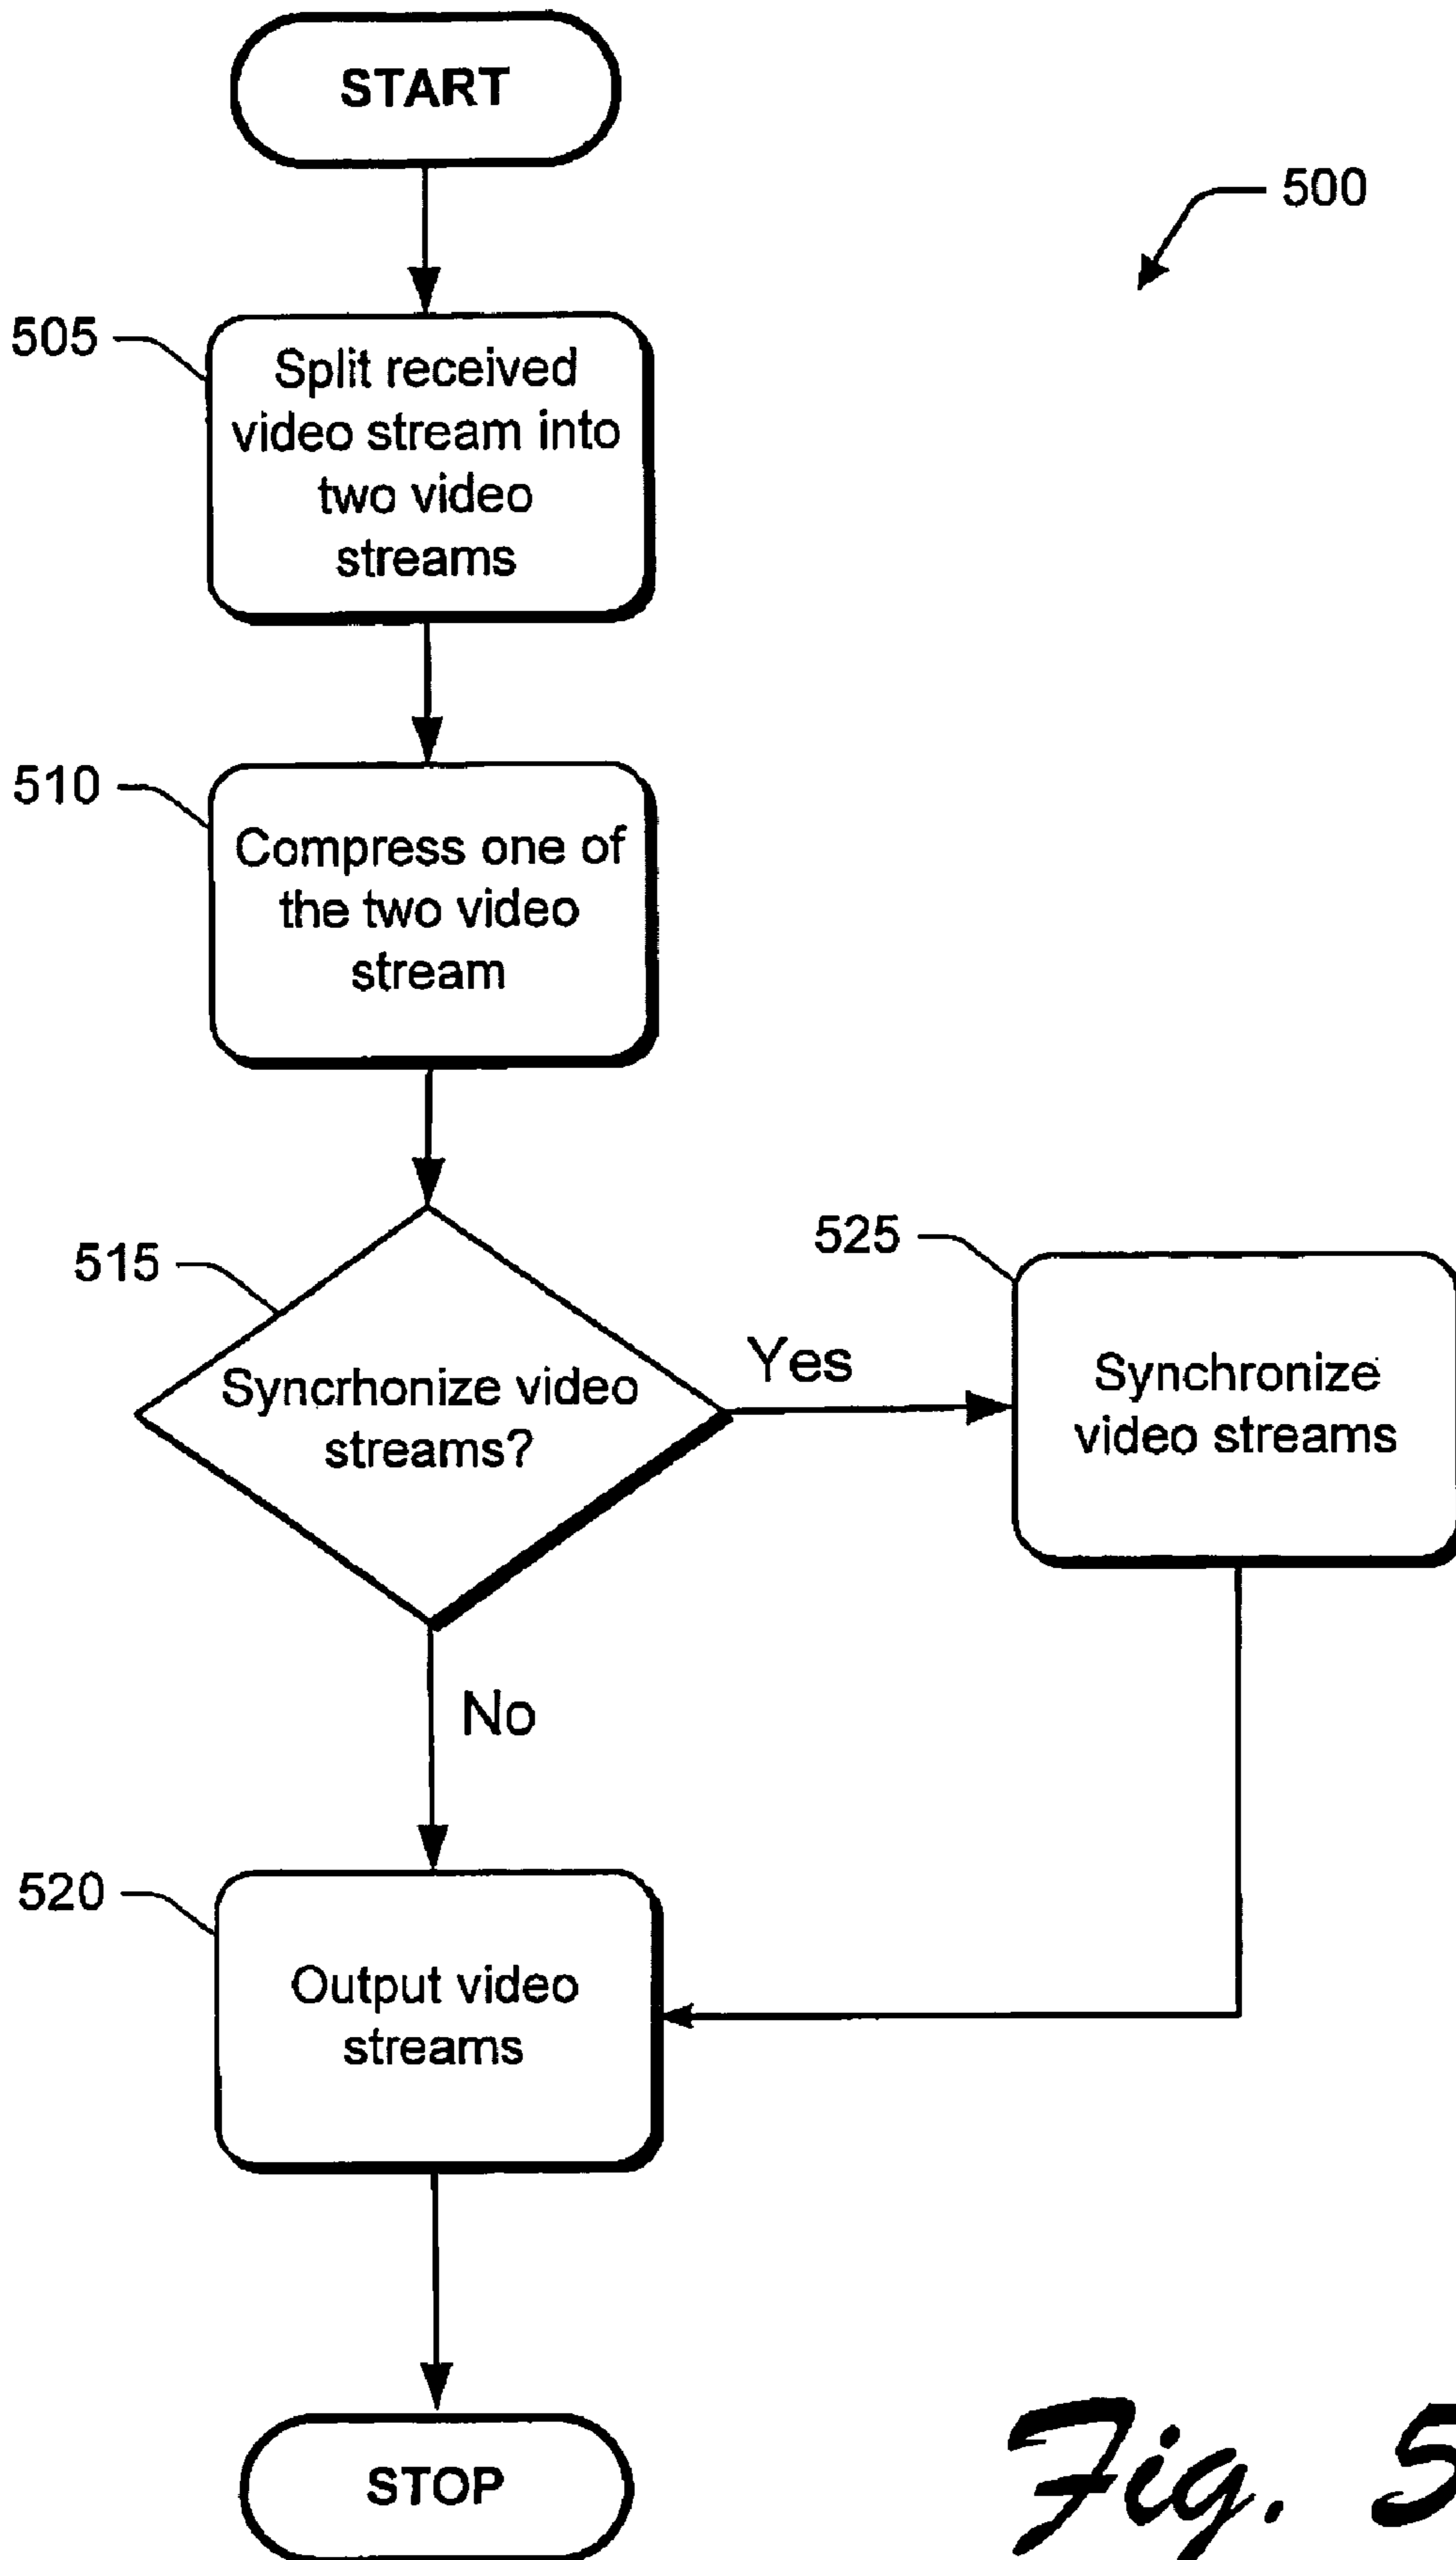 START
500
505
Split received
video stream into
two video
streams
510
Compress one of
the two video
stream
515
Syncrhonize video
streams?
Yes
525
Synchronize
video streams
No
520
Output video
streams
STOP
Fig. 5